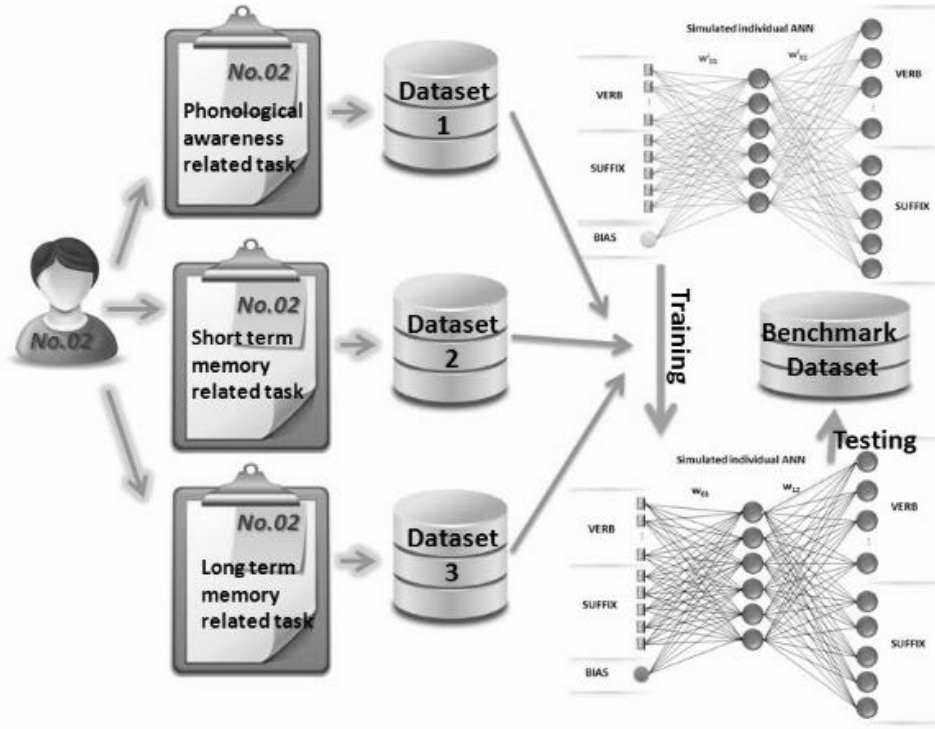 No.02
Phonological
awareness
related task
Dataset
1
No.02
No.02
Short term
memory
related task
Dataset
2
No.02
Long term
memory
related task
Dataset
3
Simulated individual ANN
VERB
SUFFIX
BIAS
VERB
SUFFIX
Training
Benchmark
Dataset
Testing
Simulated individual ANN
w01
w12
VERB
SUFFIX
BIAS
VERB
SUFFIX